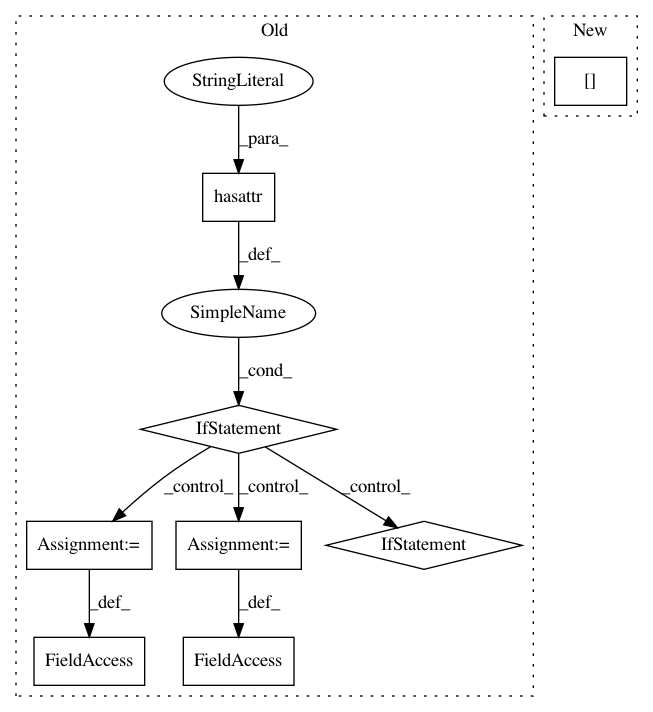 Old
New
StringLiteral
[]
_para_
hasattr
_def_
SimpleName
_cond_
IfStatement
_control_ _control_ _control_
Assignment:= Assignment:= IfStatement
_def_ _def_
FieldAccess FieldAccess